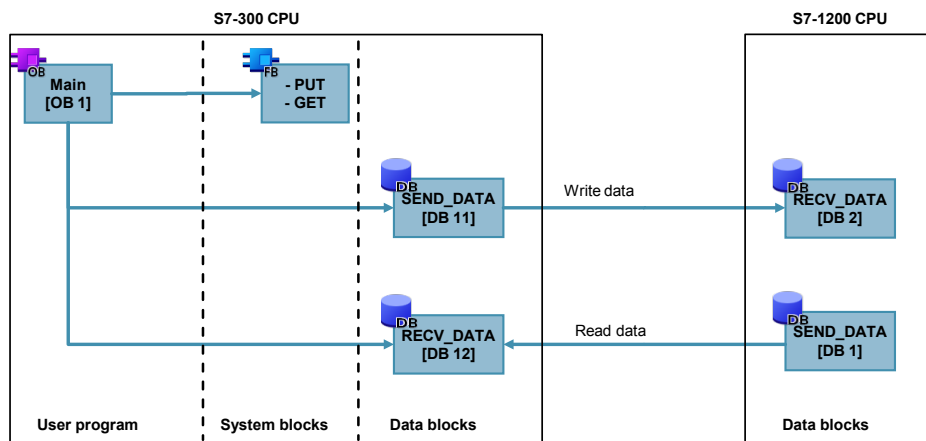 S7-300 CPU
S7-1200 CPU
OB
Main
[OB 1]
FB
- PUT
- GET
DB
SEND_DATA
[DB 11]
Write data
DB
RECV_DATA
[DB 2]
DB
RECV_DATA
[DB 12]
Read data
DB
SEND_DATA
[DB 1]
User program
System blocks
Data blocks
Data blocks